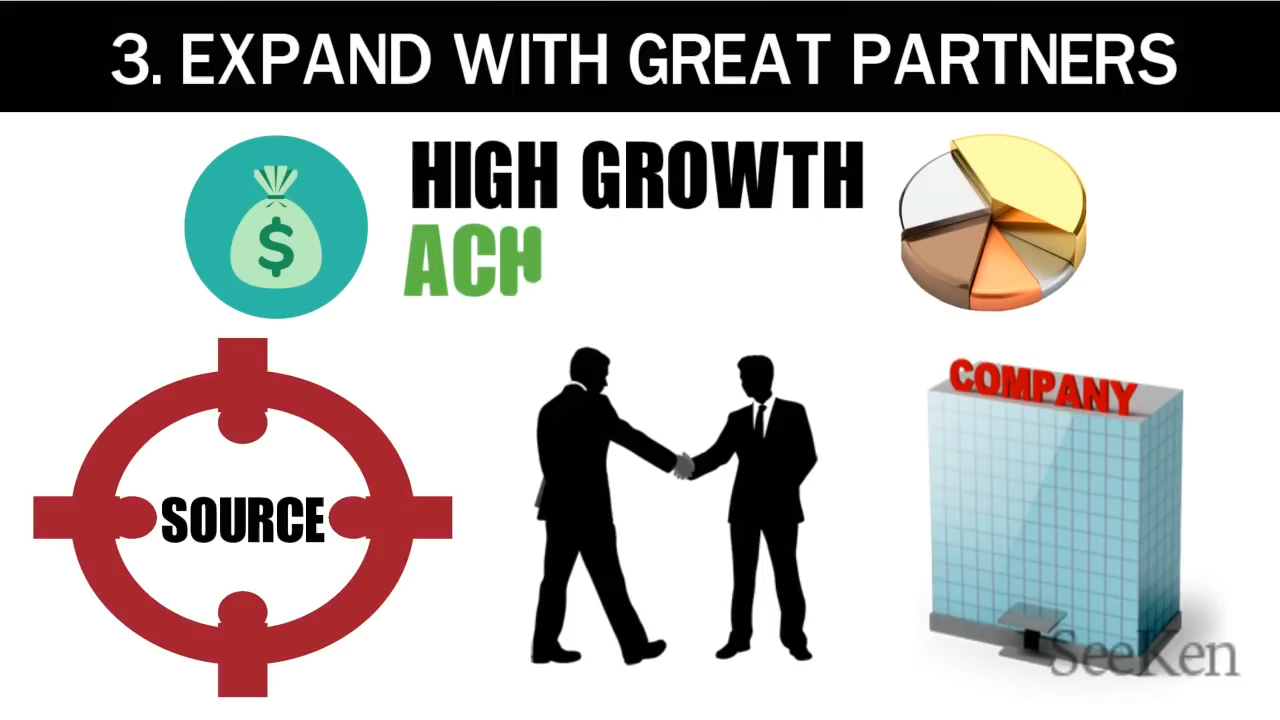 3. EXPAND WITH GREAT PARTNERS
$
HIGH GROWTH
ACH
SOURCE
COMPANY
SeeKen